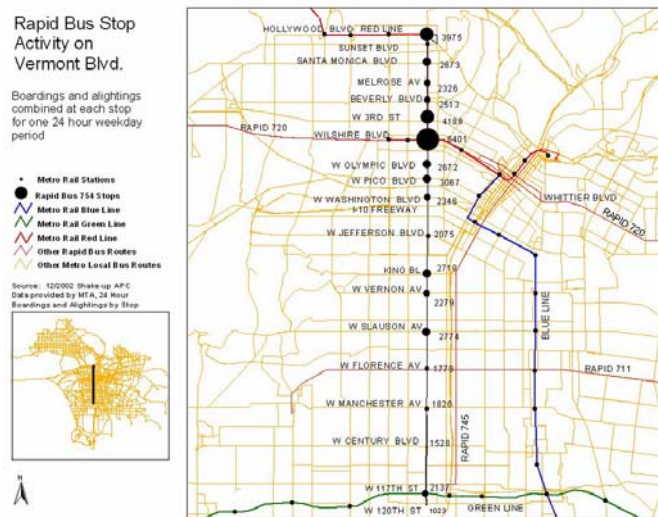 Rapid Bus Stop
Activity on
Vermont Blvd.
Boardings and alightings
combined at each stop
for one 24 hour weekday
period
Metro Rail Stations
Rapid Bus 754 Stops
Metro Rail Blue Line
Metro Rail Green Line
Metro Rail Red Line
Other Rapid Bus Routes
Other Metro Local Bus Routes
Source: 12/2002 Shake-up APC
Data provided by MTA, 24 Hour
Boardings and Alightings by Stop
N
HOLLYWOOD BLVD RED LINE
3975
SUNSET BLVD
SANTA MONICA BLVD
2673
MELROSE AV
2326
BEVERLY BLVD
2513
W 3RD ST
4189
RAPID 720
WILSHIRE BLVD
6401
W OLYMPIC BLVD
2672
W PICO BLVD
3067
W WASHINGTON BLVD
2346
I-10 FREEWAY
WHITTIER BLVD
RAPID 720
W JEFFERSON BLVD
2075
KING BL
2719
W VERNON AV
2279
W SLAUSON AV
2774
BLUE LINE
W FLORENCE AV
1779
RAPID 711
W MANCHESTER AV
1820
W CENTURY BLVD
1528
RAPID 745
W 117TH ST
2137
W 120TH ST
1023
GREEN LINE